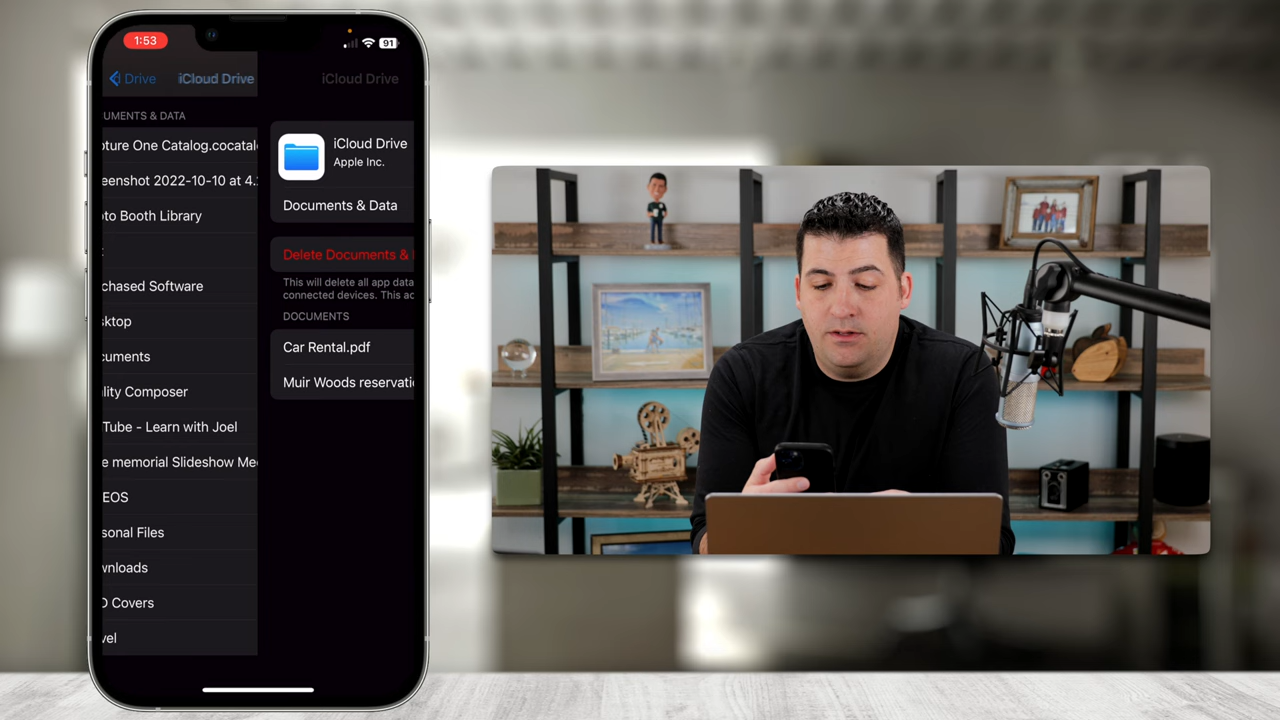 1:53
91
Drive
iCloud Drive
iCloud Drive
UMENTS & DATA
pture One Catalog.cocatal
eenshot 2022-10-10 at 4.
oto Booth Library
chased Software
sktop
cuments
lity Composer
Tube - Learn with Joel
e memorial Slideshow Me
EOS
sonal Files
wnloads
D Covers
vel
iCloud Drive
Apple Inc.
Documents & Data
Delete Documents &
This will delete all app data
connected devices. This ac
DOCUMENTS
Car Rental.pdf
Muir Woods reservati